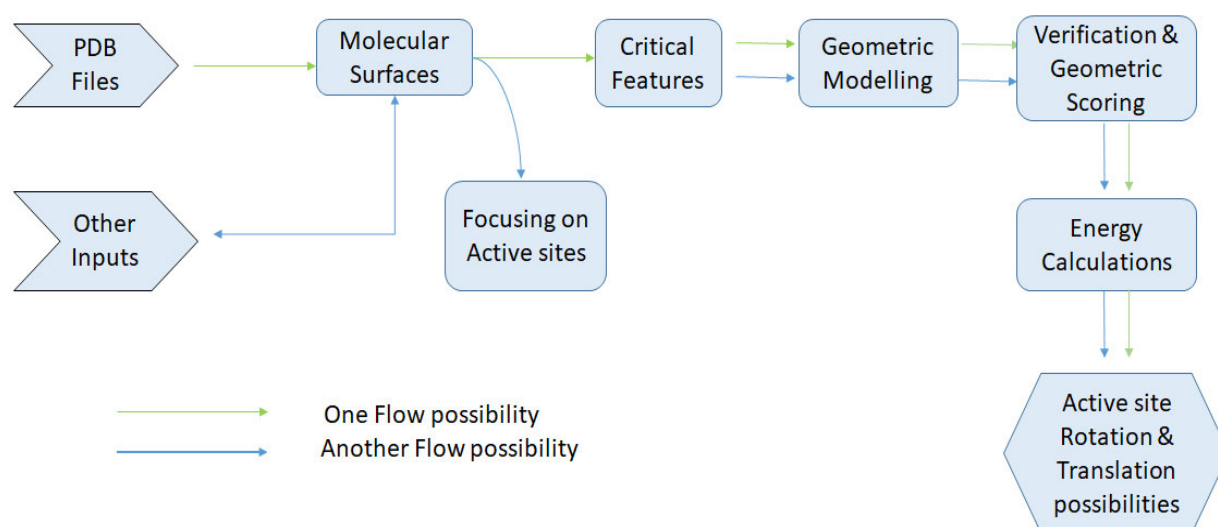 PDB
Files
Molecular
Surfaces
Critical
Features
Geometric
Modelling
Verification &
Geometric
Scoring
Other
Inputs
Focusing on
Active sites
Energy
Calculations
One Flow possibility
Another Flow possibility
Active site
Rotation &
Translation
possibilities